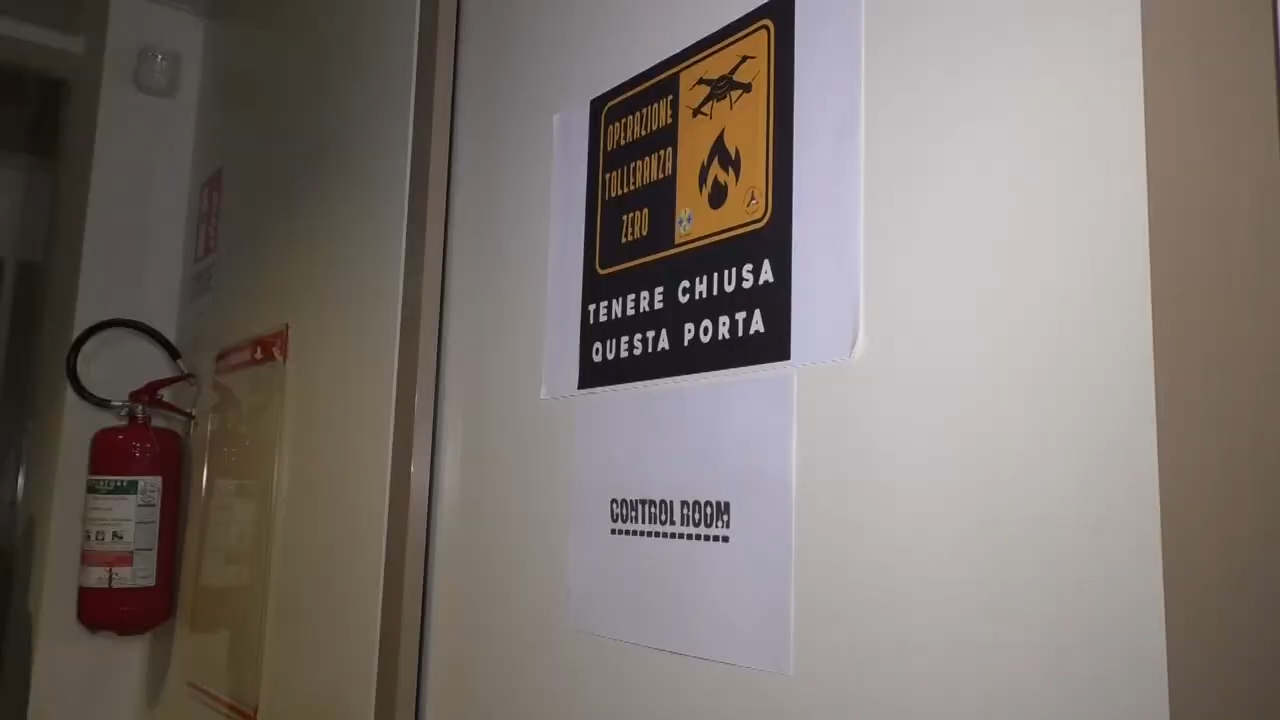 OPERAZIONE
TOLLERANZA
ZERO
TENERE CHIUSA
QUESTA PORTA
CONTROL ROOM